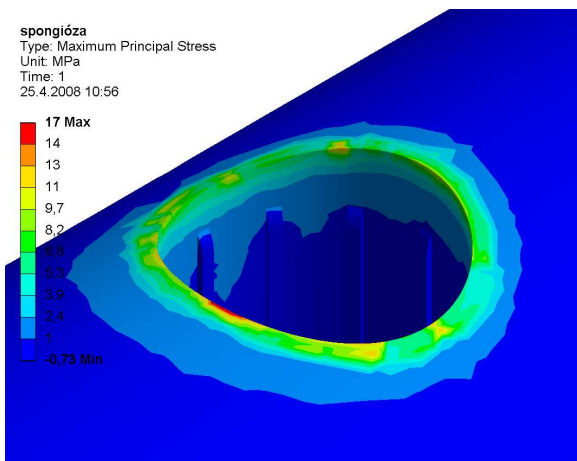 spongióza
Type: Maximum Principal Stress
Unit: MPa
Time: 1
25.4.2008 10:56
17 Max
14
13
11
9,7
8,2
6,8
5,3
3,9
2,4
1
-0,73 Min